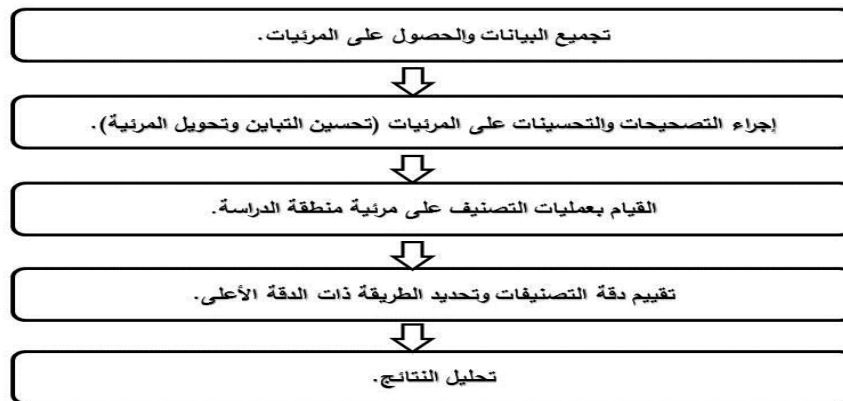 تجميع البيانات والحصول على المرئيات.
إجراء التصحيحات والتحسينات على المرئيات (تحسين التباين وتحويل المرئية).
القيام بعمليات التصنيف على مرئية منطقة الدراسة.
تقييم دقة التصنيفات وتحديد الطريقة ذات الدقة الأعلى.
تحليل النتائج.